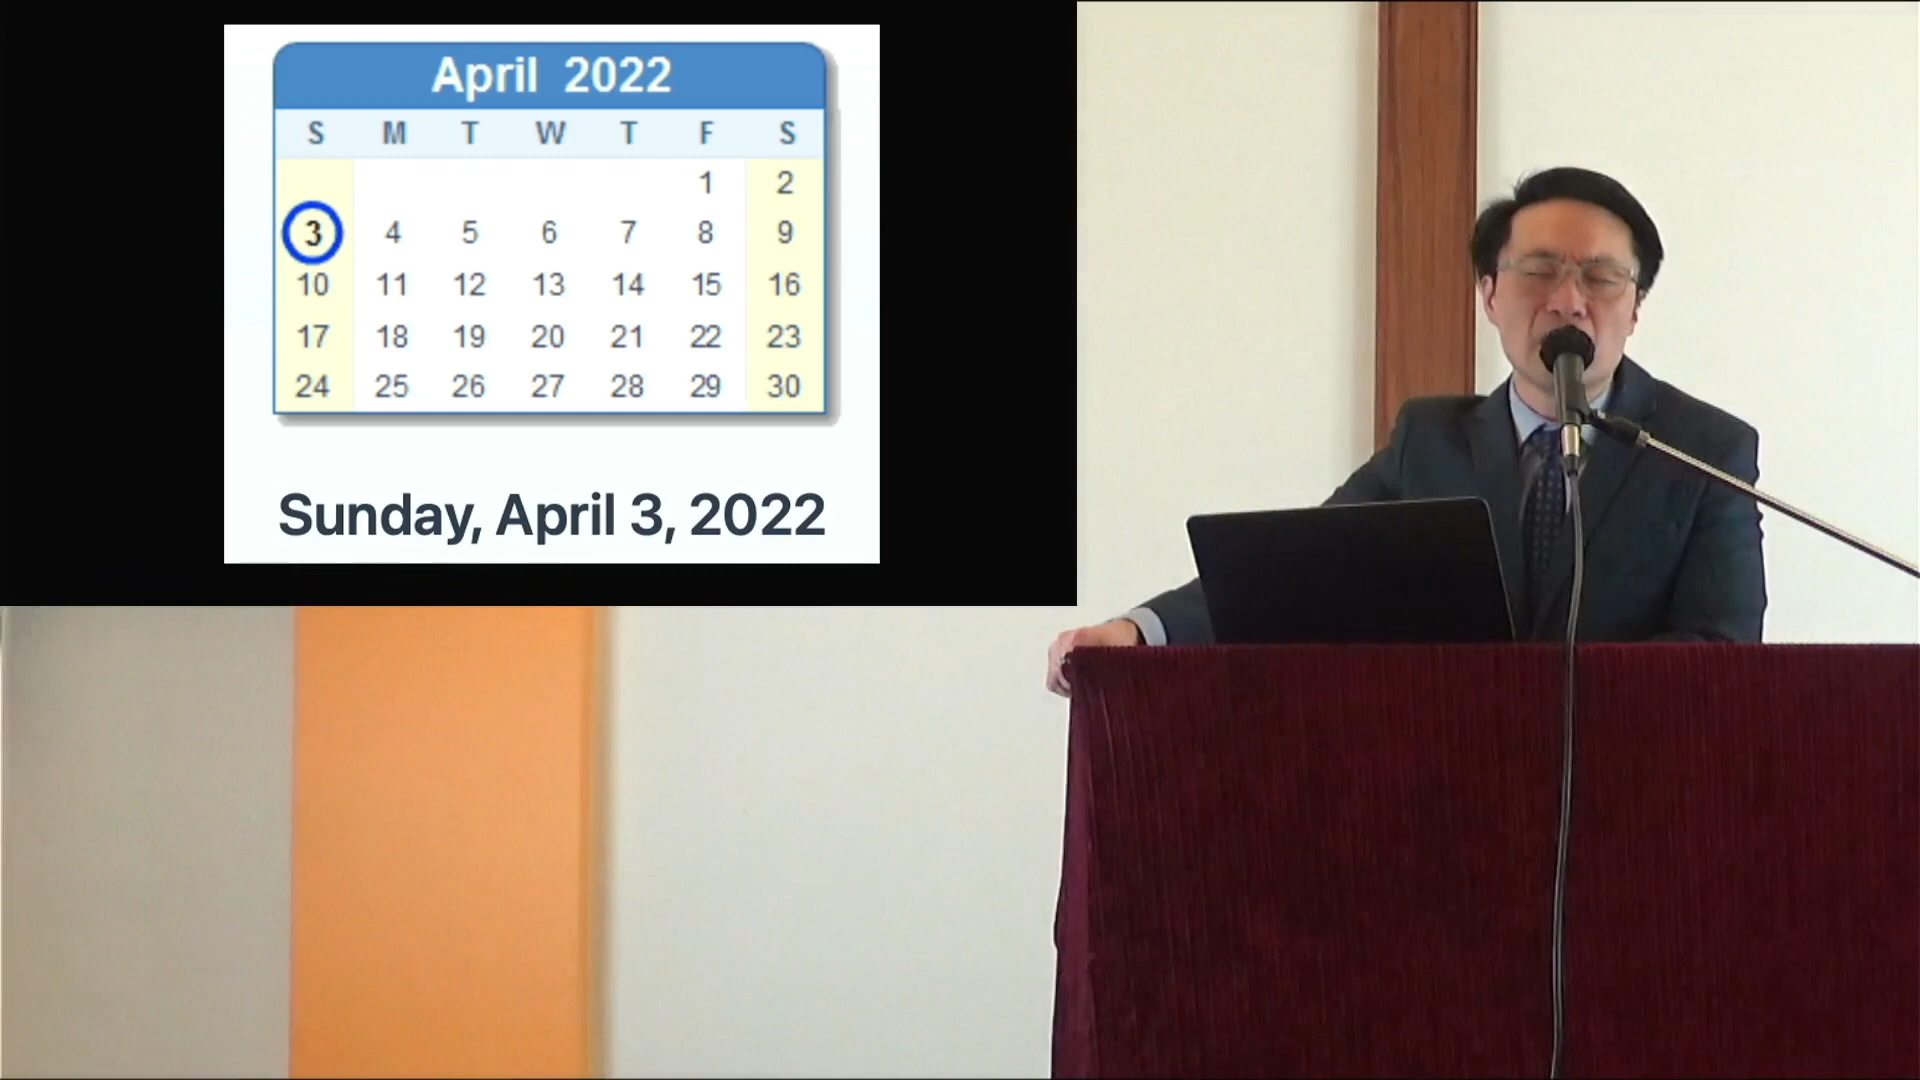 April 2022
S M T W T F S
1 2
3 4 5 6 7 8 9
10 11 12 13 14 15 16
17 18 19 20 21 22 23
24 25 26 27 28 29 30
Sunday, April 3, 2022